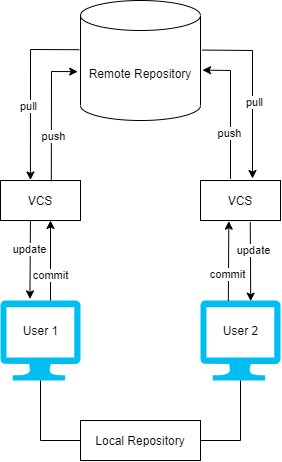 Remote Repository
pull
pull
push
push
VCS
VCS
update
update
commit
commit
User 1
User 2
Local Repository